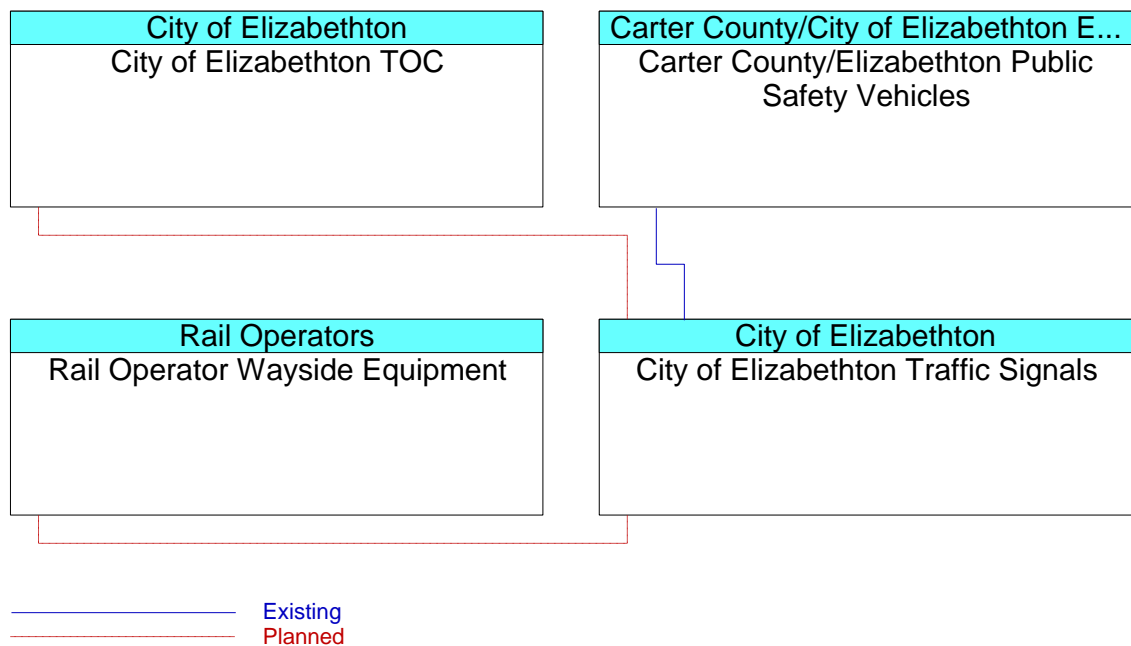 City of Elizabethton
City of Elizabethton TOC
Carter County/City of Elizabethton E...
Carter County/Elizabethton Public
Safety Vehicles
Rail Operators
Rail Operator Wayside Equipment
City of Elizabethton
City of Elizabethton Traffic Signals
Existing
Planned